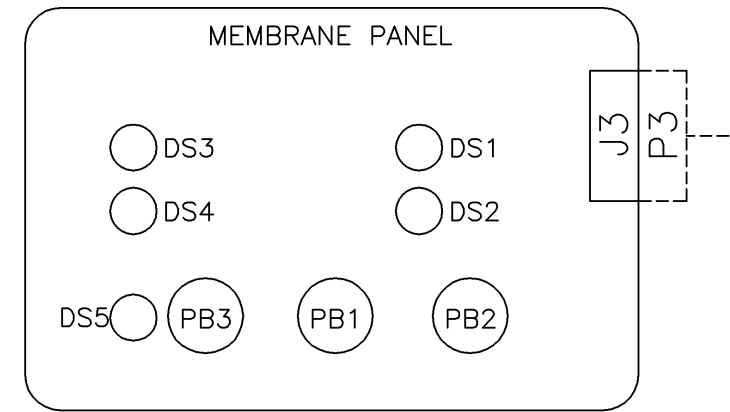 MEMBRANE PANEL
J3
P3
DS3
DS1
DS4
DS2
DS5
PB3
PB1
PB2